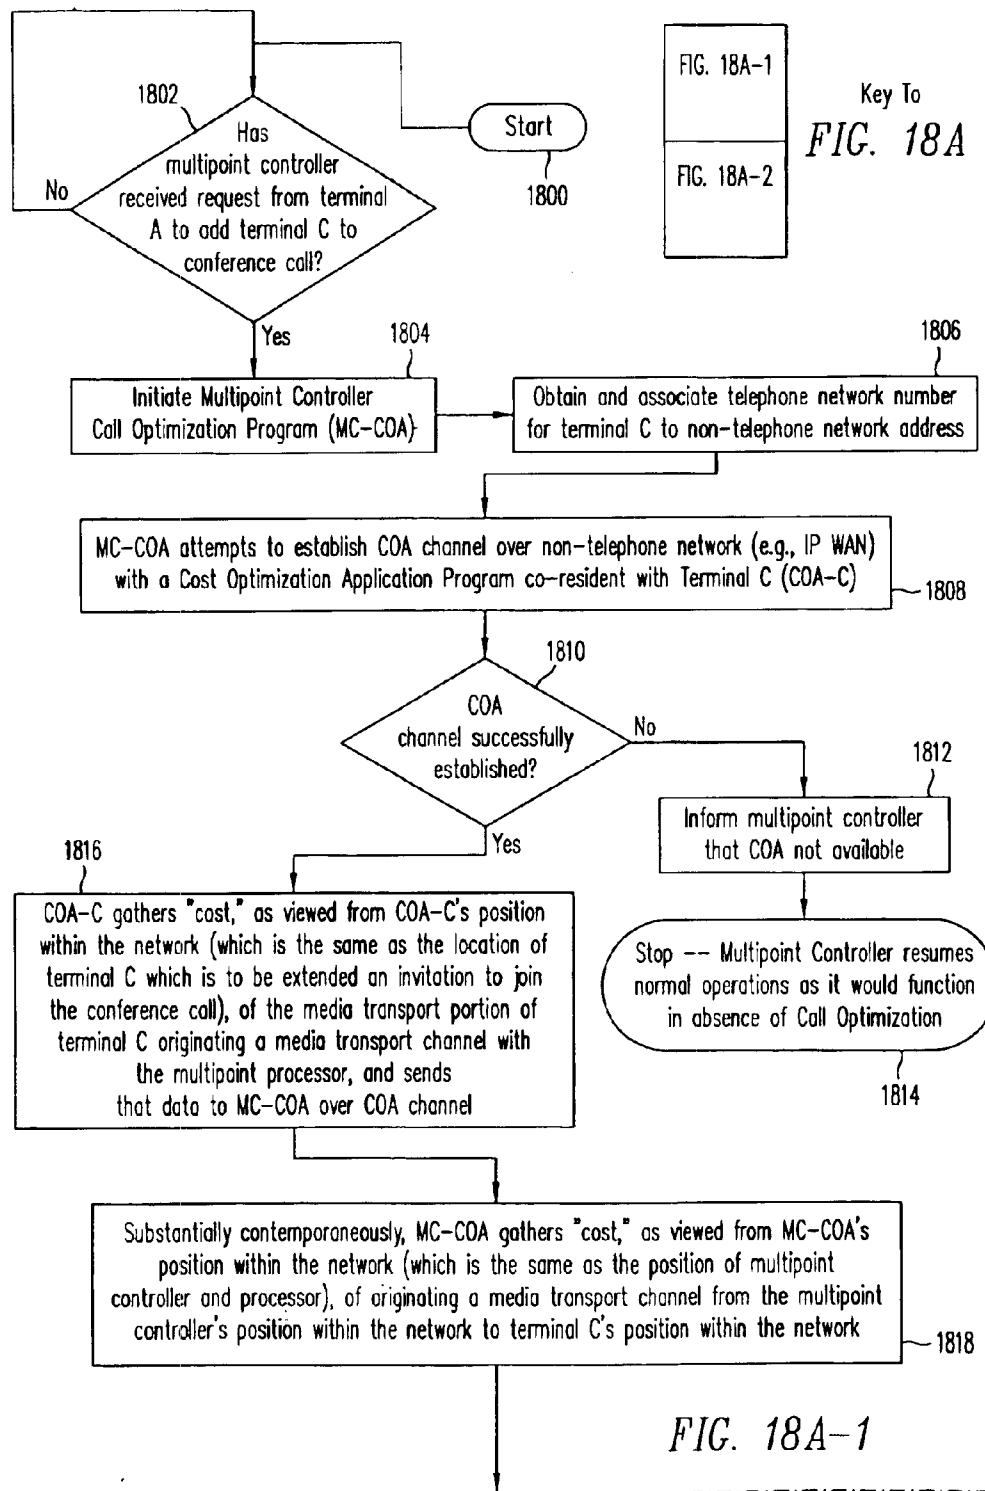 1802
Has
multipoint controller
received request from terminal
A to add terminal C to
conference call?
No
Yes
Start
1800
FIG. 18A-1
FIG. 18A-2
Key To
FIG. 18A
1804
Initiate Multipoint Controller
Call Optimization Program (MC-COA)
1806
Obtain and associate telephone network number
for terminal C to non-telephone network address
MC-COA attempts to establish COA channel over non-telephone network (e.g., IP WAN)
with a Cost Optimization Application Program co-resident with Terminal C (COA-C)
1808
1810
COA
channel successfully
established?
No
Yes
1812
Inform multipoint controller
that COA not available
Stop -- Multipoint Controller resumes
normal operations as it would function
in absence of Call Optimization
1814
1816
COA-C gathers "cost," as viewed from COA-C's position
within the network (which is the same as the location of
terminal C which is to be extended an invitation to join
the conference call), of the media transport portion of
terminal C originating a media transport channel with
the multipoint processor, and sends
that data to MC-COA over COA channel
Substantially contemporaneously, MC-COA gathers "cost," as viewed from MC-COA's
position within the network (which is the same as the position of multipoint
controller and processor), of originating a media transport channel from the multipoint
controller's position within the network to terminal C's position within the network
1818
FIG. 18A-1